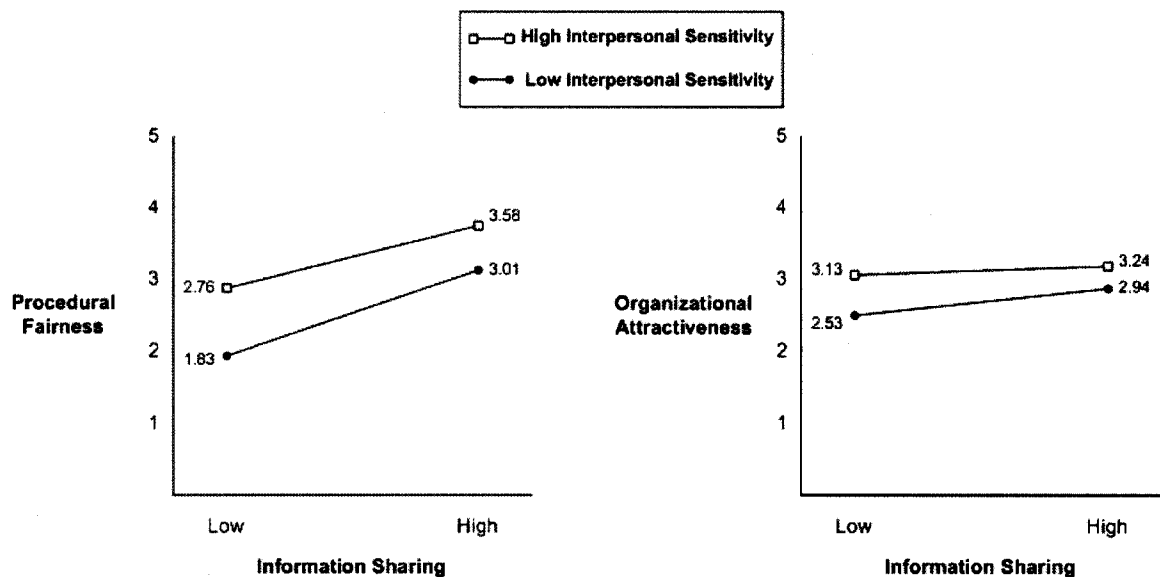 High Interpersonal Sensitivity
Low Interpersonal Sensitivity
5
4
3
2
1
3.58
2.76
3.01
1.83
Procedural
Fairness
Low
High
Information Sharing
5
4
3
2
1
3.13
3.24
2.94
2.53
Organizational
Attractiveness
Low
High
Information Sharing